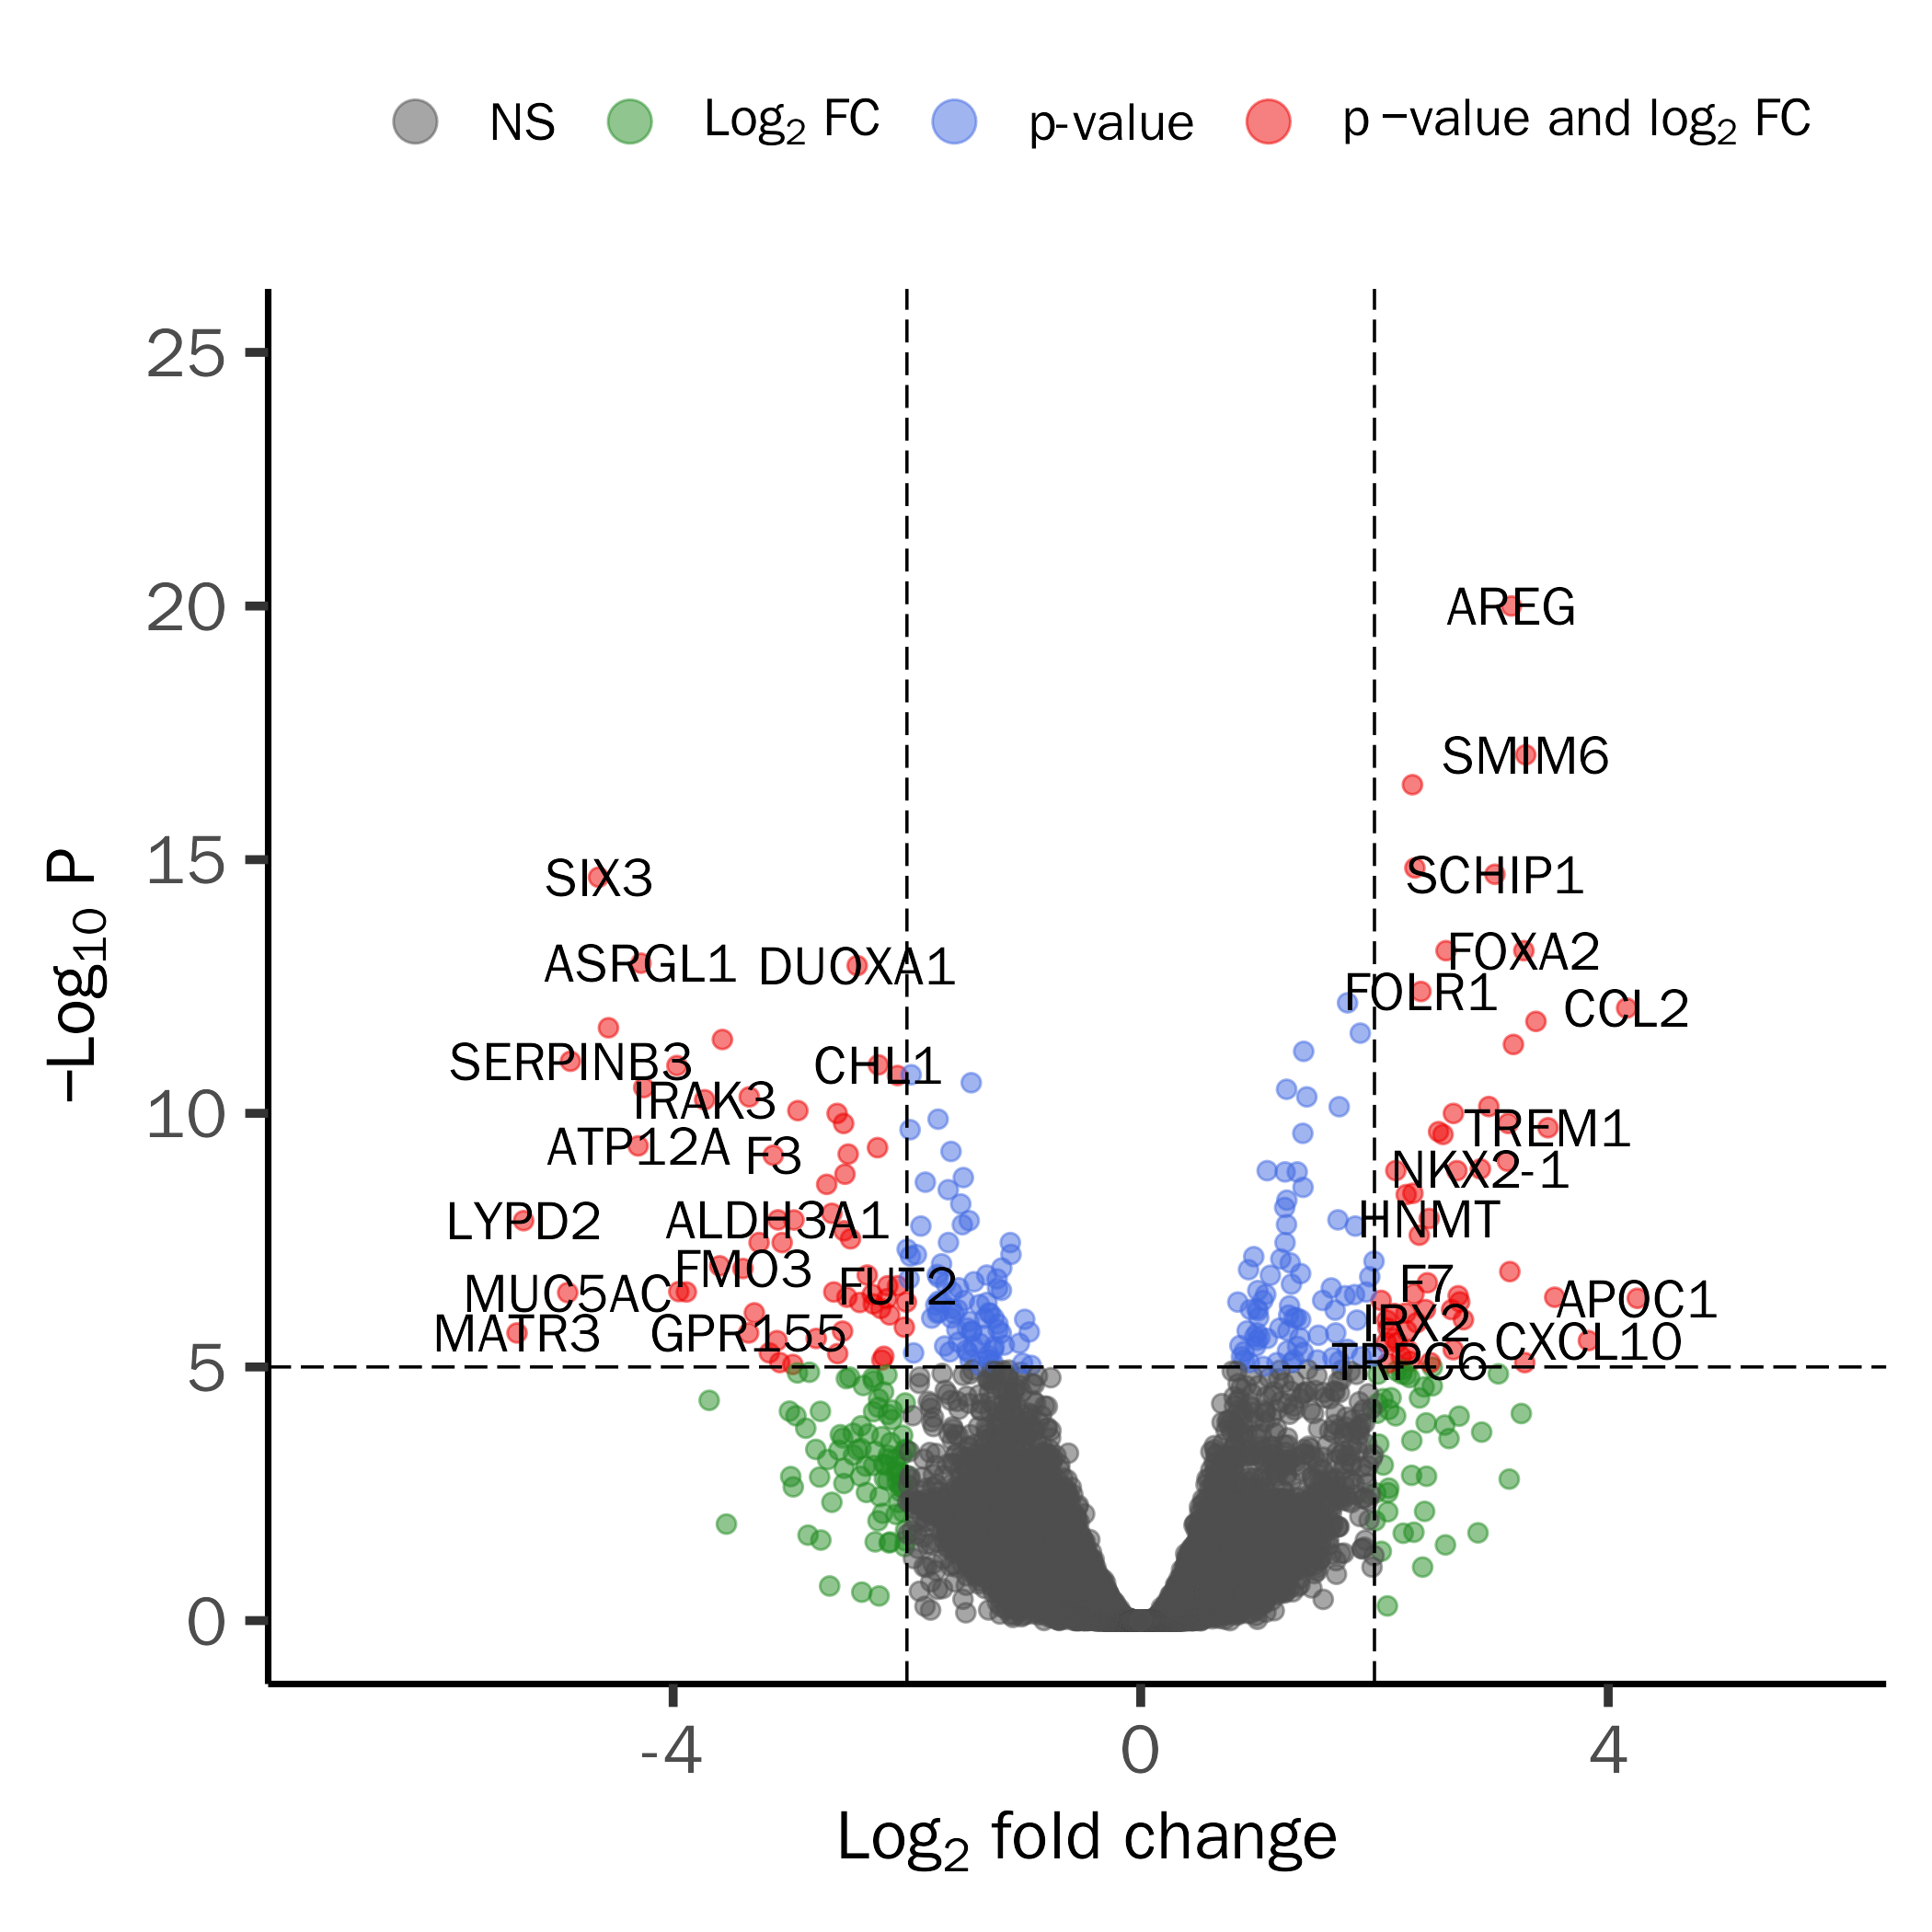 NS Log2 FC p-value p −value and log2 FC
25
20
15
10
5
0
−Log10 P
AREG
SMIM6
SIX3
SCHIP1
ASRGL1 DUOXA1
FOXA2
FOLR1
CCL2
SERPINB3
CHL1
IRAK3
TREM1
ATP12A
F3
NKX2-1
LYPD2
ALDH3A1
HNMT
FMO3
F7
MUC5AC
FUT2
APOC1
MATR3
GPR155
IRX2
CXCL10
TRPC6
-4 0 4
Log2 fold change